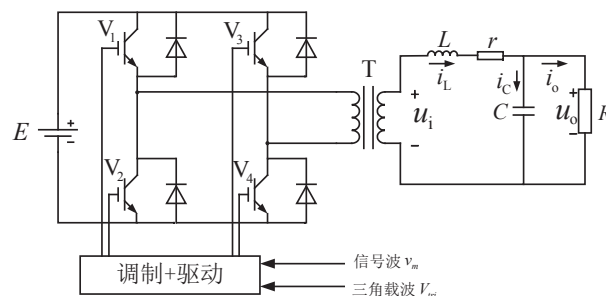 V1 V3
L r
T
iL iC io
E + −
+ ui −
C
+ uo −
R
V2 V4
调制+驱动
信号波 vm
三角载波 Vtri